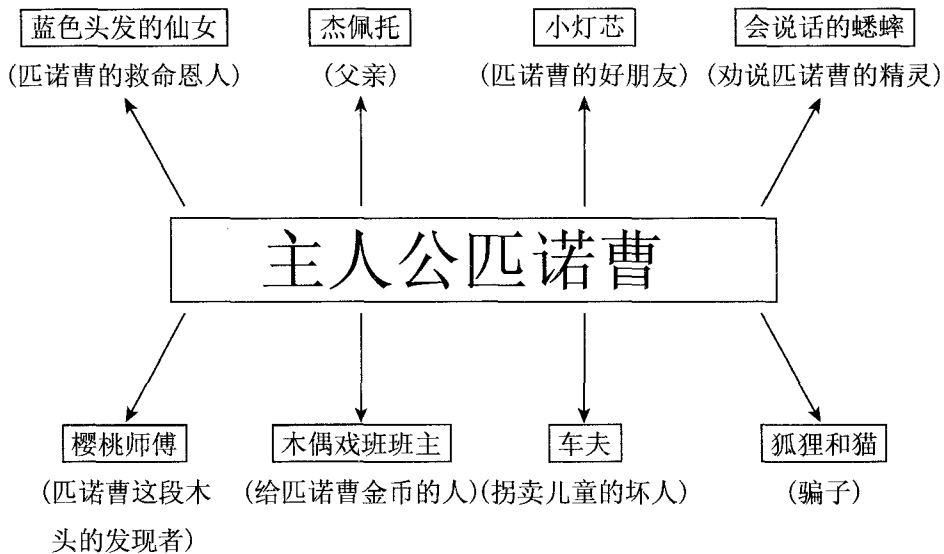 蓝色头发的仙女 杰佩托 小灯芯 会说话的蟋蟀
(匹诺曹的救命恩人) (父亲) (匹诺曹的好朋友) (劝说匹诺曹的精灵)
主人公匹诺曹
樱桃师傅 木偶戏班班主 车夫 狐狸和猫
(匹诺曹这段木 (给匹诺曹金币的人) (拐卖儿童的坏人) (骗子)
头的发现者)